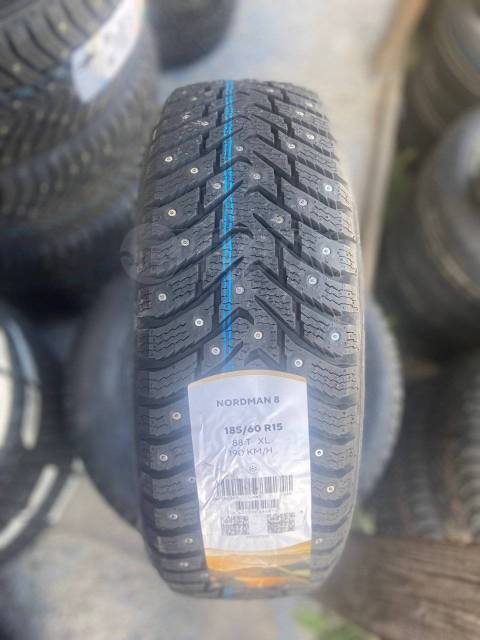 NORDMAN 8
185/60 R15
88 T XL
190 KM/H